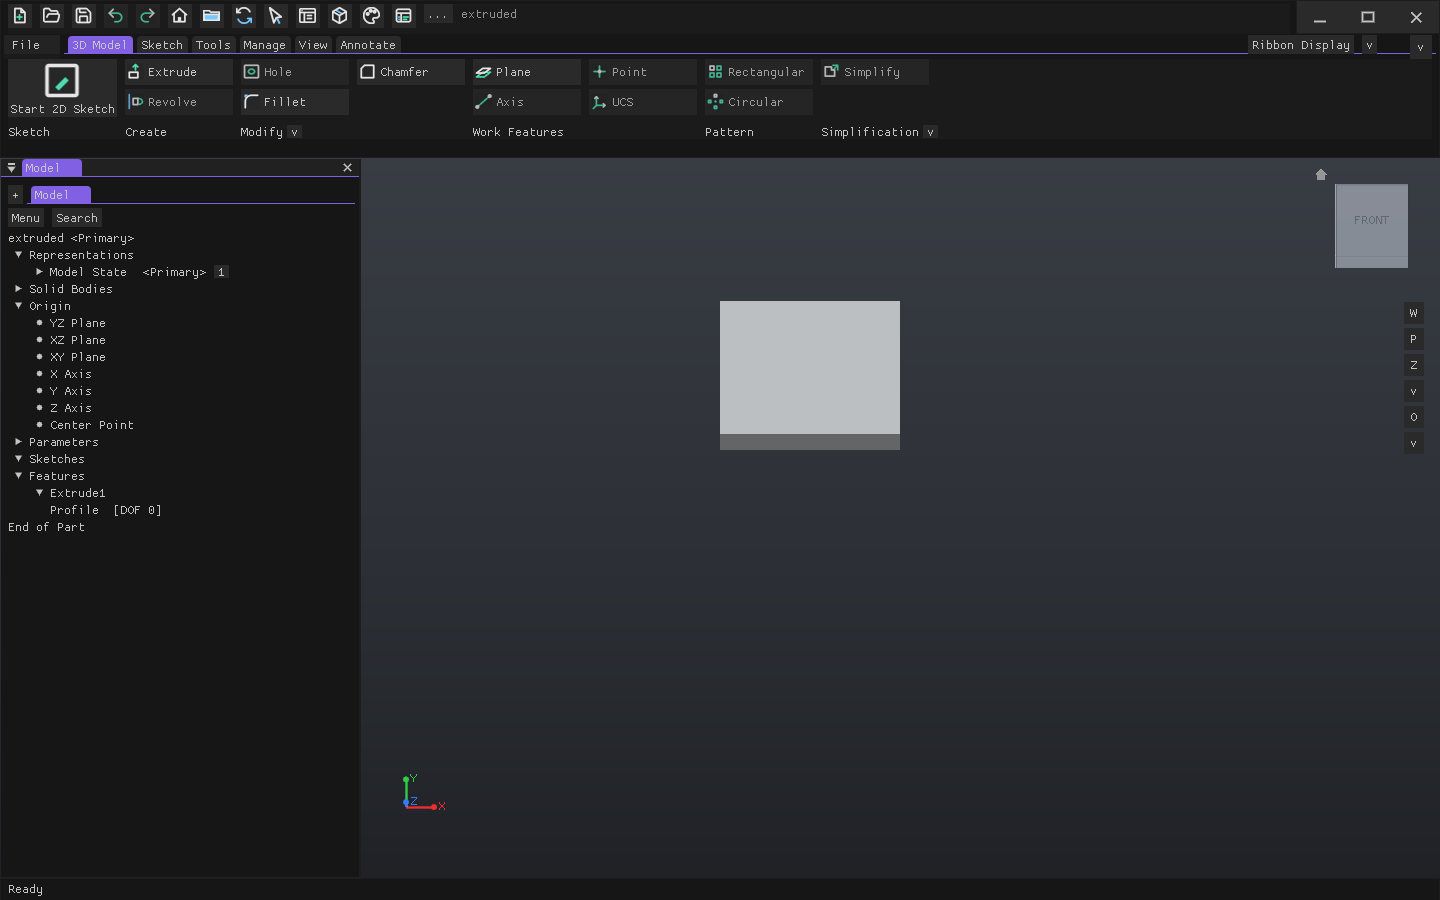 ... extruded
File 3D Model Sketch Tools Manage View Annotate Ribbon Display v v
Extrude Hole Chamfer Plane Point Rectangular Simplify
Start 2D Sketch Revolve Fillet Axis UCS Circular
Sketch Create Modify v Work Features Pattern Simplification v
Model
+ Model
Menu Search
extruded <Primary>
Representations
Model State <Primary> 1
Solid Bodies
Origin
YZ Plane
XZ Plane
XY Plane
X Axis
Y Axis
Z Axis
Center Point
Parameters
Sketches
Features
Extrude1
Profile [DOF 0]
End of Part
FRONT
W
P
Z
v
O
v
Y
Z X
Ready